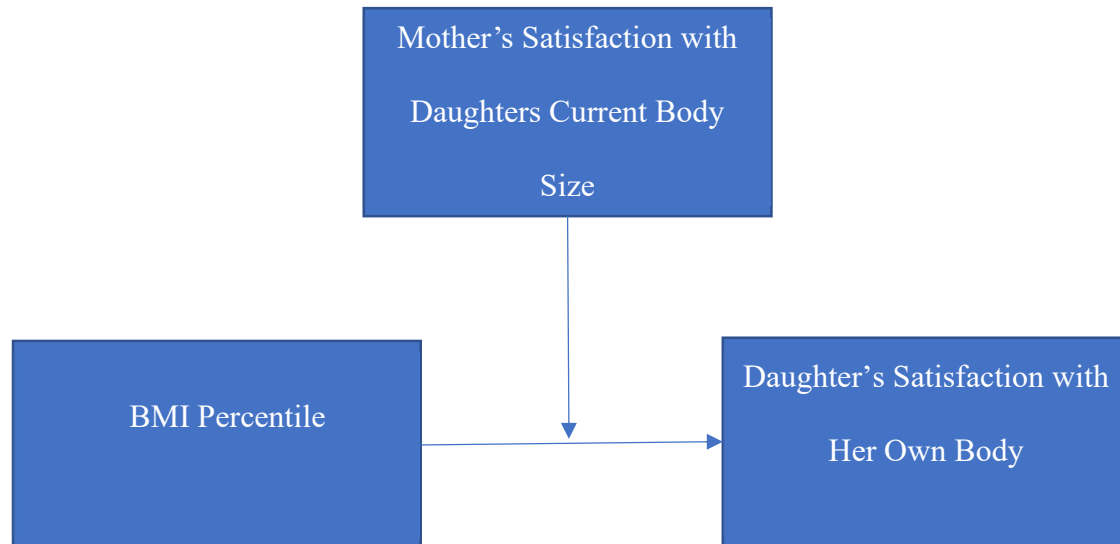 Mother’s Satisfaction with
Daughters Current Body
Size
BMI Percentile
Daughter’s Satisfaction with
Her Own Body